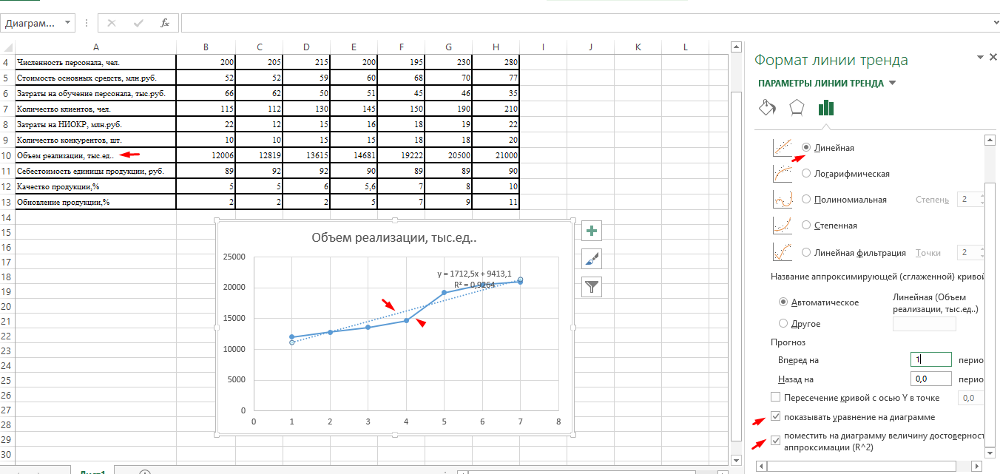 Диаграм...
fx
A B C D E F G H I J K L
4 Численность персонала, чел. 200 205 215 200 195 230 280
5 Стоимость основных средств, млн.руб. 52 52 59 60 68 70 77
6 Затраты на обучение персонала, тыс.руб. 66 62 50 51 45 46 35
7 Количество клиентов, чел. 115 112 130 145 150 190 210
8 Затраты на НИОКР, млн.руб. 22 12 15 16 18 19 22
9 Количество конкурентов, шт. 10 10 15 15 18 18 20
10 Объем реализации, тыс.ед.. 12006 12819 13615 14681 19222 20500 21000
11 Себестоимость единицы продукции, руб. 89 92 92 90 89 89 90
12 Качество продукции,% 5 5 6 5,6 7 8 10
13 Обновление продукции,% 2 2 2 5 7 9 11
14
15
16
17
18
19
20
21
22
23
24
25
26
27
28
29
30
Объем реализации, тыс.ед..
25000
20000
15000
10000
5000
0
y = 1712,5x + 9413,1
R² = 0,9264
0 1 2 3 4 5 6 7 8
Лист1
Формат линии тренда
ПАРАМЕТРЫ ЛИНИИ ТРЕНДА
Линейная
Логарифмическая
Полиномиальная Степень 2
Степенная
Линейная фильтрация Точки 2
Название аппроксимирующей (сглаженной) кривой
Автоматическое Линейная (Объем
реализации, тыс.ед..)
Другое
Прогноз
Вперед на 1 перио
Назад на 0,0 перио
Пересечение кривой с осью Y в точке 0,0
показывать уравнение на диаграмме
поместить на диаграмму величину достоверност
аппроксимации (R^2)